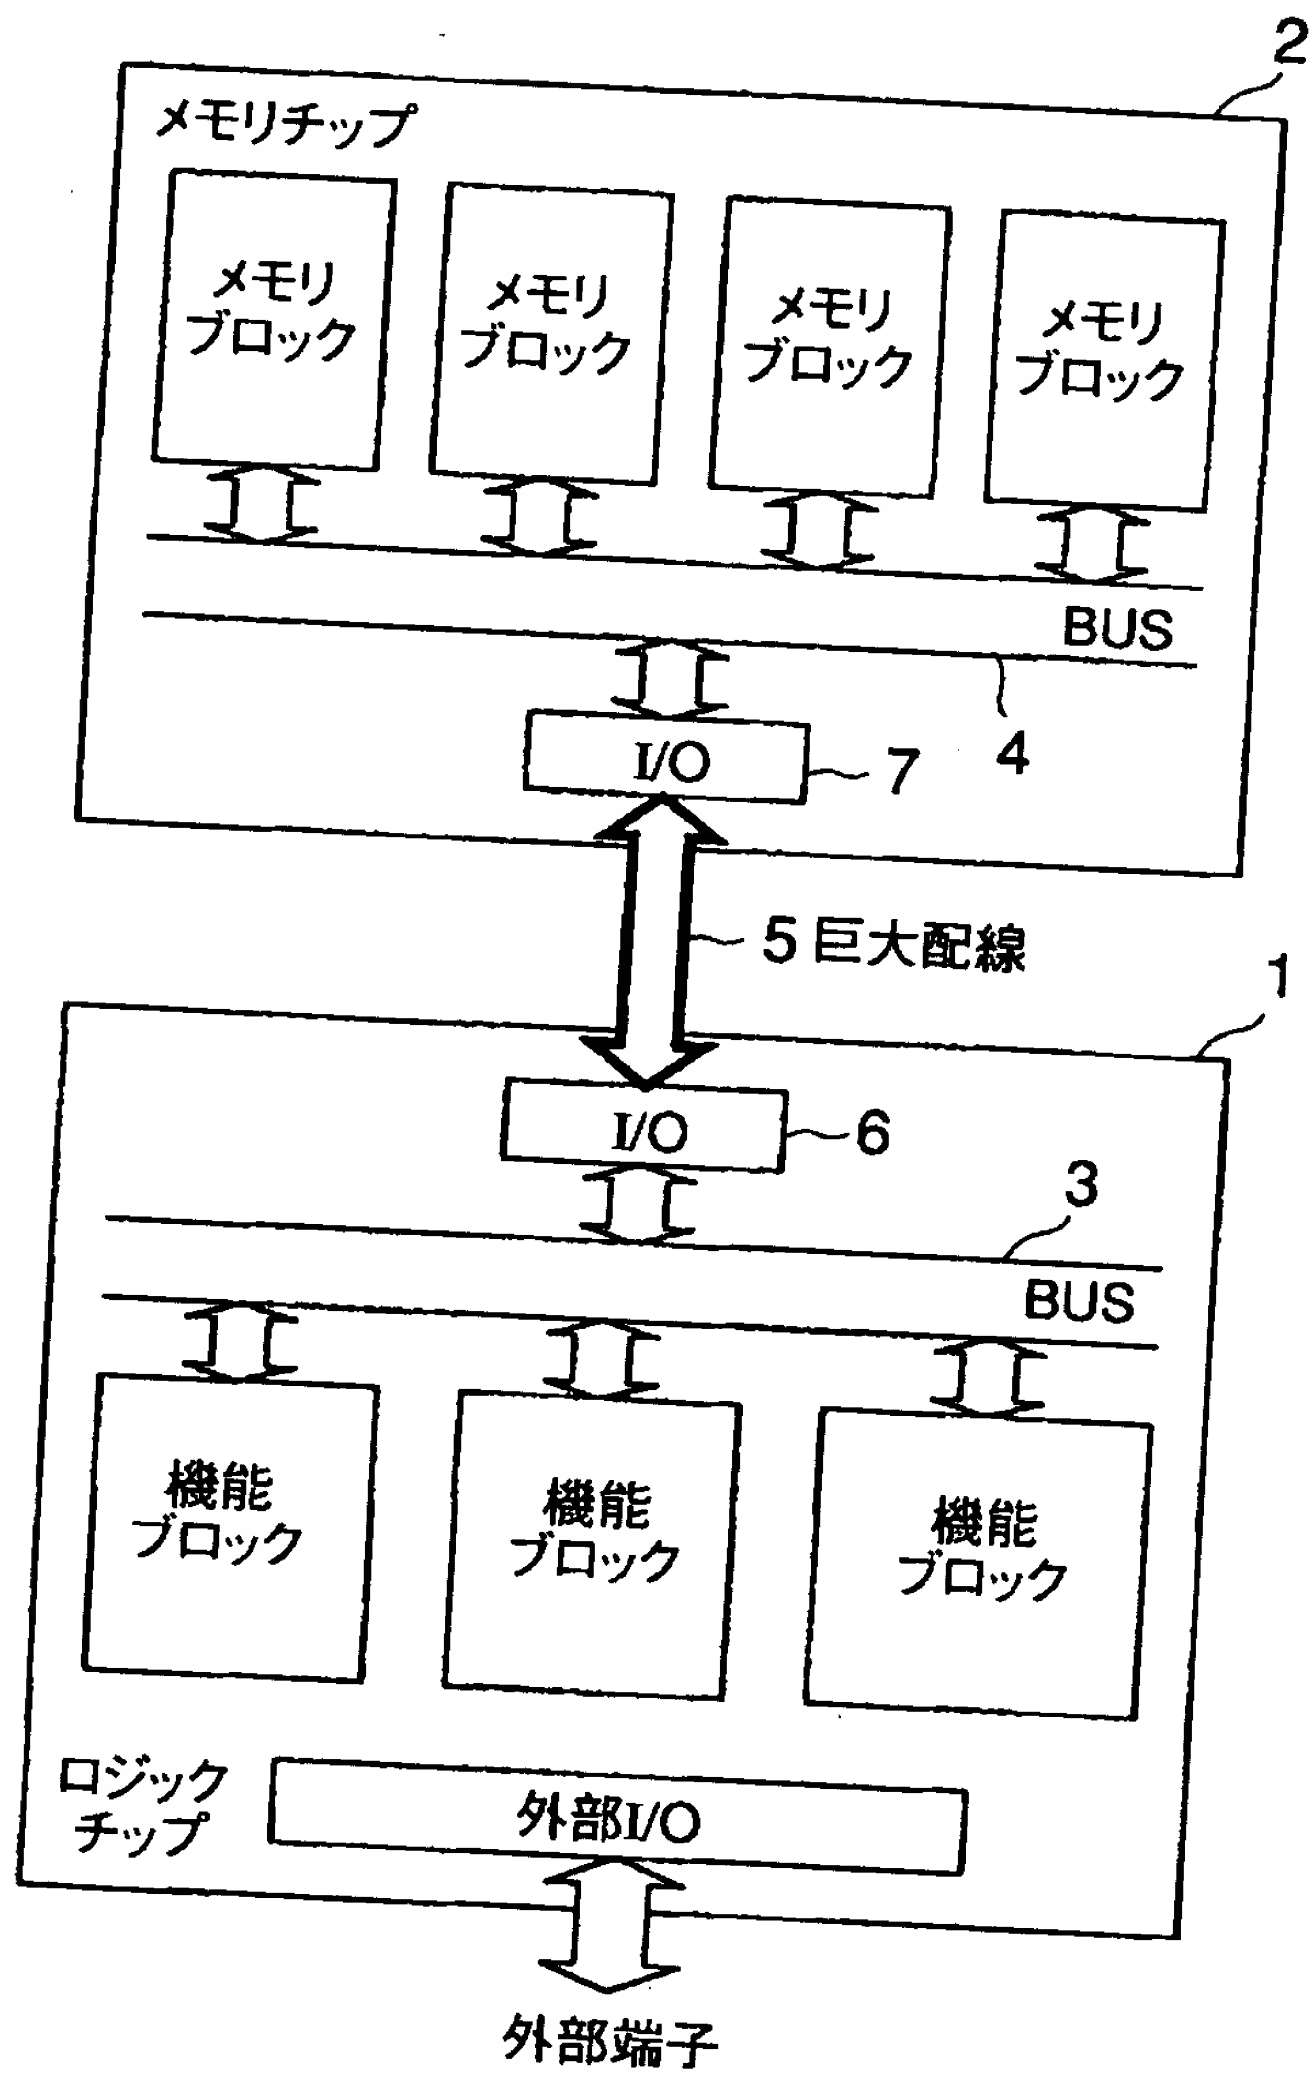 2
メモリチップ
メモリ
ブロック
メモリ
ブロック
メモリ
ブロック
メモリ
ブロック
BUS
4
I/O
7
5 巨大配線
1
I/O
6
3
BUS
機能
ブロック
機能
ブロック
機能
ブロック
ロジック
チップ
外部I/O
外部端子